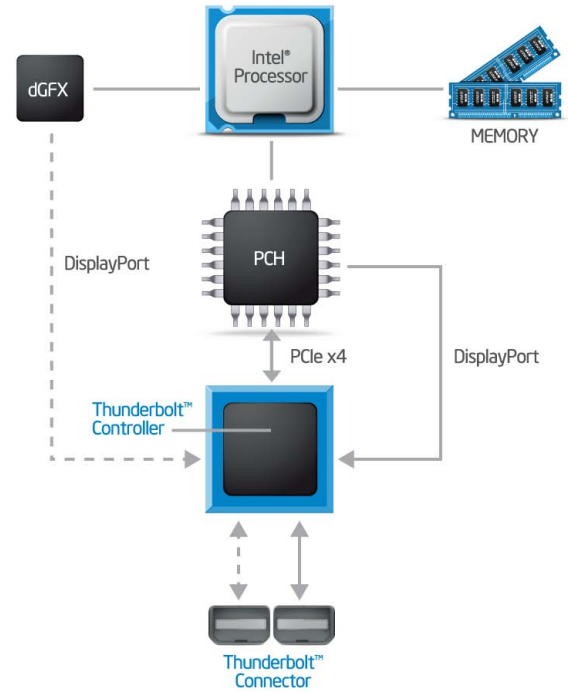 Intel®
Processor
dGFX
MEMORY
PCH
DisplayPort
PCIe x4
DisplayPort
Thunderbolt™
Controller
Thunderbolt™
Connector